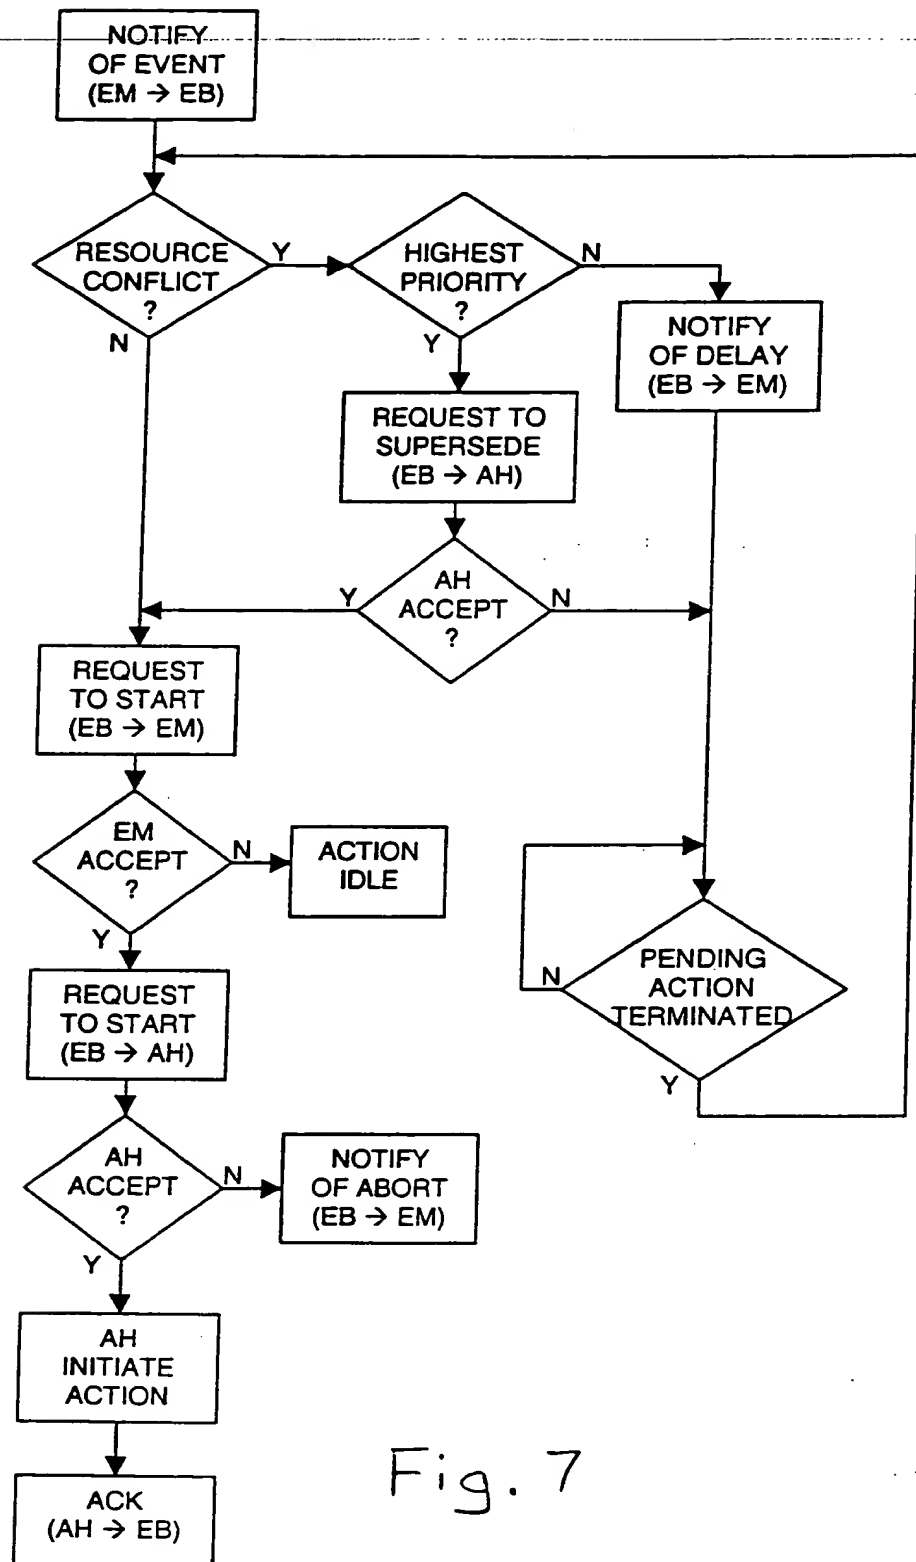 NOTIFY
OF EVENT
(EM → EB)
RESOURCE
CONFLICT
?
Y
N
HIGHEST
PRIORITY
?
N
Y
NOTIFY
OF DELAY
(EB → EM)
REQUEST TO
SUPERSEDE
(EB → AH)
AH
ACCEPT
?
Y
N
REQUEST
TO START
(EB → EM)
EM
ACCEPT
?
N
Y
ACTION
IDLE
PENDING
ACTION
TERMINATED
N
Y
REQUEST
TO START
(EB → AH)
AH
ACCEPT
?
N
Y
NOTIFY
OF ABORT
(EB → EM)
AH
INITIATE
ACTION
ACK
(AH → EB)
Fig. 7